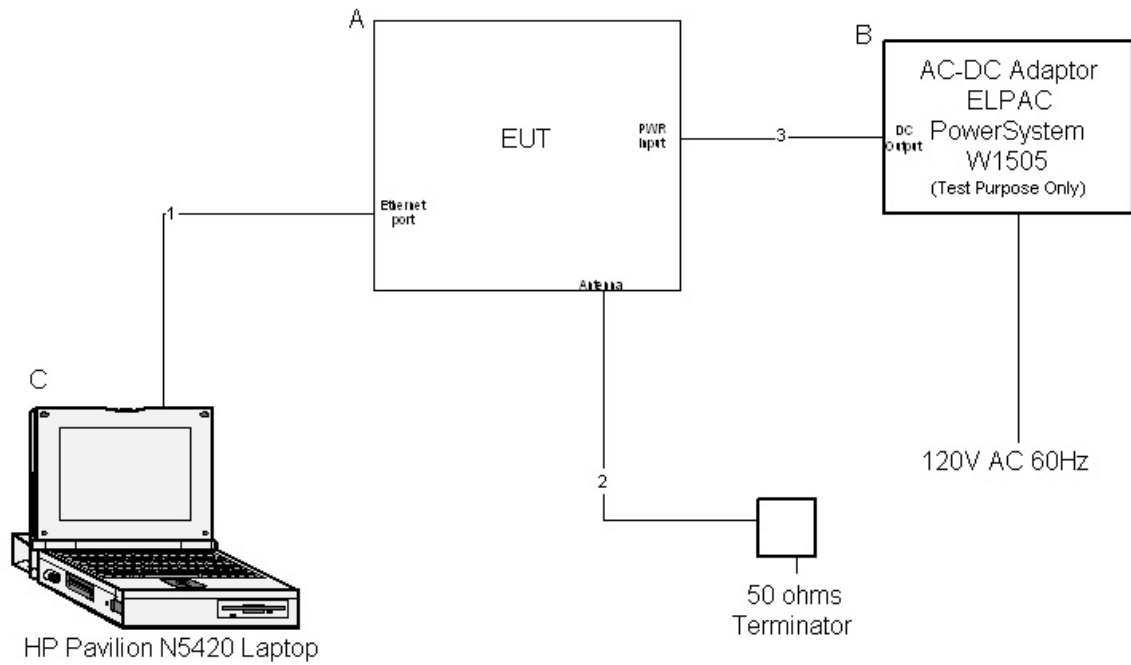 A
B
EUT
PWR
Input
3
DC
Output
AC-DC Adaptor
ELPAC
PowerSystem
W1505
(Test Purpose Only)
1
Ethernet
port
Antenna
C
2
120V AC 60Hz
50 ohms
Terminator
HP Pavilion N5420 Laptop